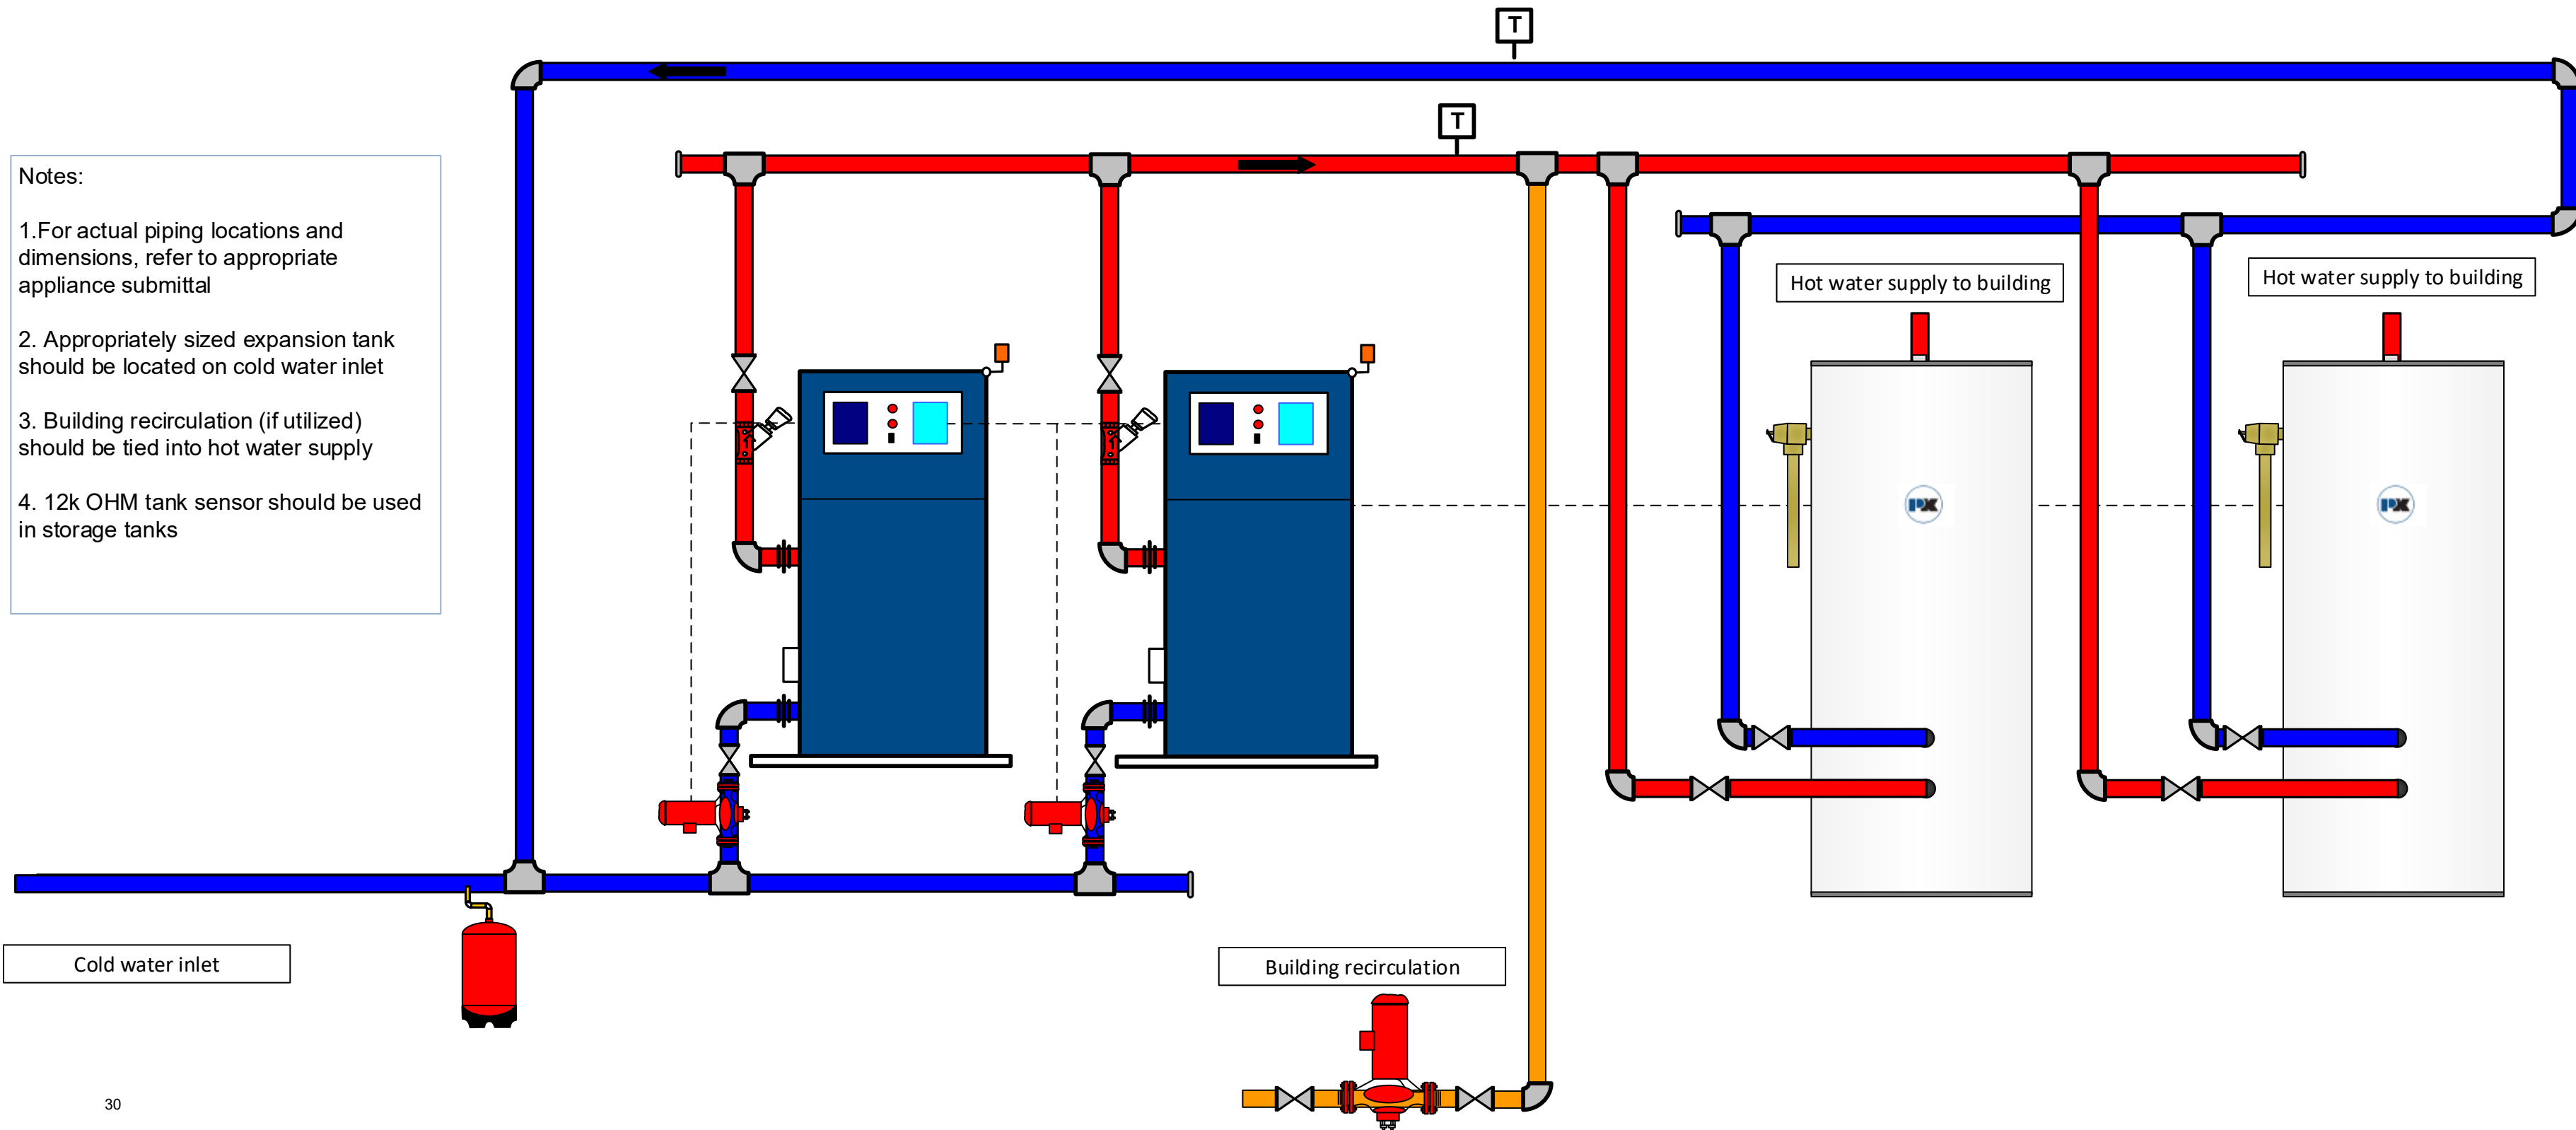 T
T
Notes:
1.For actual piping locations and
dimensions, refer to appropriate
appliance submittal
2. Appropriately sized expansion tank
should be located on cold water inlet
3. Building recirculation (if utilized)
should be tied into hot water supply
4. 12k OHM tank sensor should be used
in storage tanks
Hot water supply to building
Hot water supply to building
PX
PX
Cold water inlet
Building recirculation
30